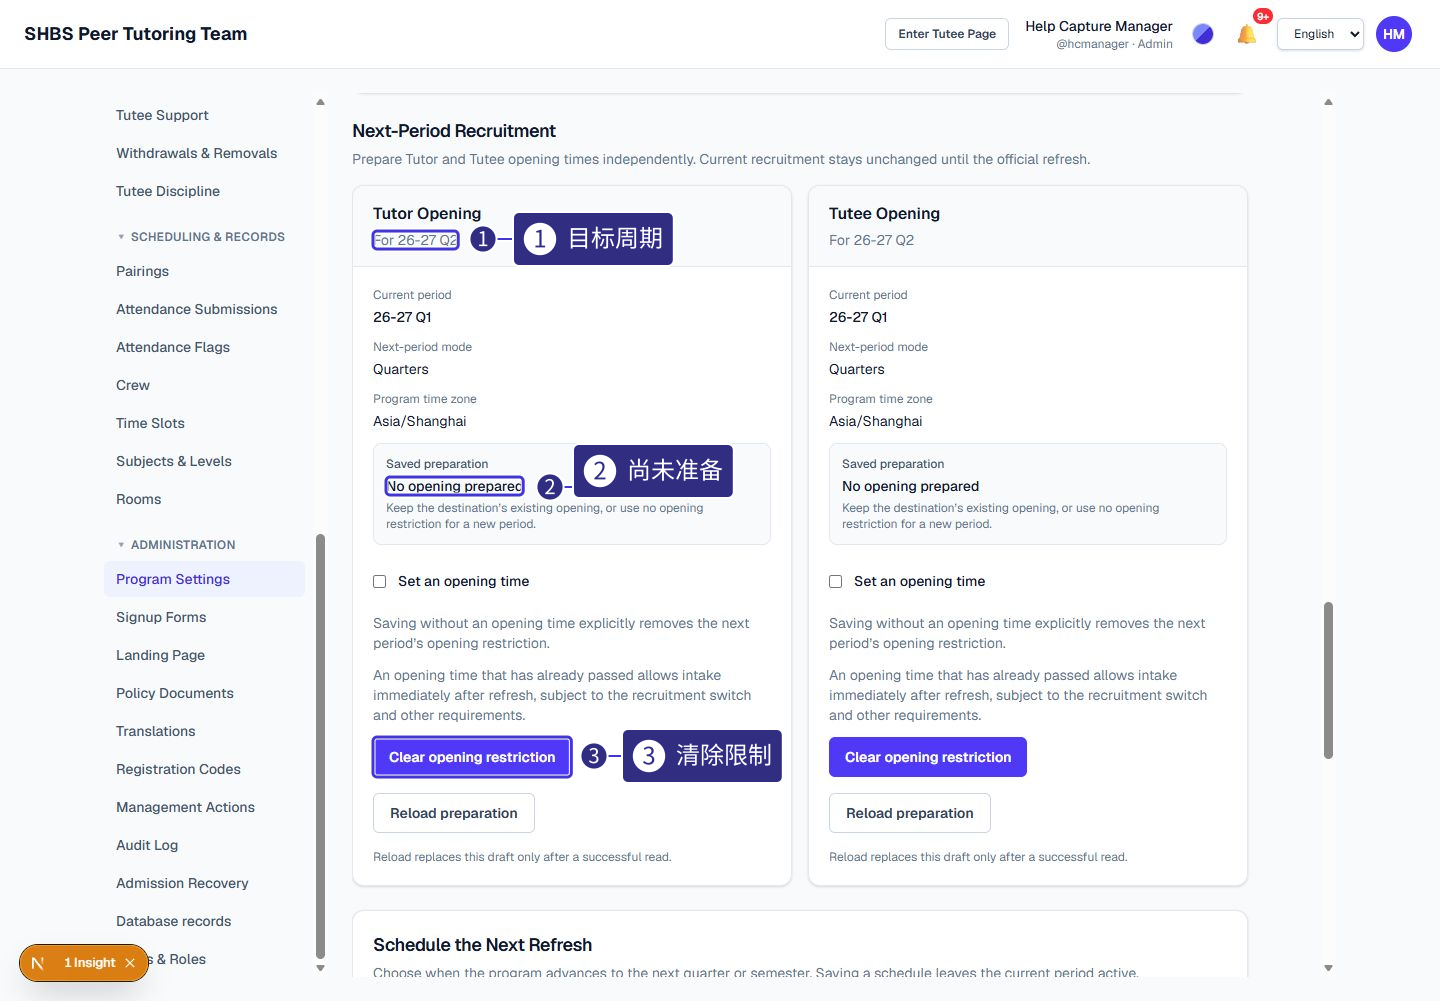 SHBS Peer Tutoring Team
Enter Tutee Page
Help Capture Manager
@hcmanager · Admin
9+
English
HM
Tutee Support
Withdrawals & Removals
Tutee Discipline
SCHEDULING & RECORDS
Pairings
Attendance Submissions
Attendance Flags
Crew
Time Slots
Subjects & Levels
Rooms
ADMINISTRATION
Program Settings
Signup Forms
Landing Page
Policy Documents
Translations
Registration Codes
Management Actions
Audit Log
Admission Recovery
Database records
s & Roles
1 Insight
Next-Period Recruitment
Prepare Tutor and Tutee opening times independently. Current recruitment stays unchanged until the official refresh.
Tutor Opening
For 26-27 Q2
1
1 目标周期
Current period
26-27 Q1
Next-period mode
Quarters
Program time zone
Asia/Shanghai
Saved preparation
No opening prepared
2
2 尚未准备
Keep the destination's existing opening, or use no opening
restriction for a new period.
Set an opening time
Saving without an opening time explicitly removes the next
period's opening restriction.
An opening time that has already passed allows intake
immediately after refresh, subject to the recruitment switch
and other requirements.
Clear opening restriction
3
3 清除限制
Reload preparation
Reload replaces this draft only after a successful read.
Tutee Opening
For 26-27 Q2
Current period
26-27 Q1
Next-period mode
Quarters
Program time zone
Asia/Shanghai
Saved preparation
No opening prepared
Keep the destination's existing opening, or use no opening
restriction for a new period.
Set an opening time
Saving without an opening time explicitly removes the next
period's opening restriction.
An opening time that has already passed allows intake
immediately after refresh, subject to the recruitment switch
and other requirements.
Clear opening restriction
Reload preparation
Reload replaces this draft only after a successful read.
Schedule the Next Refresh
Choose when the program advances to the next quarter or semester. Saving a schedule leaves the current period active.